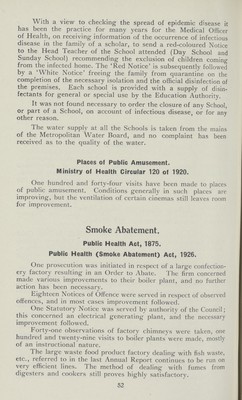 With a view to checking the spread of epidemic disease it
has been the practice for many years for the Medical Officer
of Health, on receiving information of the occurrence of infectious
disease in the family of a scholar, to send a red-coloured Notice
to the Head Teacher of the School attended (Day School and
Sunday School) recommending the exclusion of children coming
from the infected home. The 'Red Notice' is subsequently followed
by a 'White Notice' freeing the family from quarantine on the
completion of the necessary isolation and the official disinfection of
the premises. Each school is provided with a supply of disin-
fectants for general or special use by the Education Authority.
It was not found necessary to order the closure of any School,
or part of a School, on account of infectious disease, or for any
other reason.
The water supply at all the Schools is taken from the mains
of the Metropolitan Water Board, and no complaint has been
received as to the quality of the water.
Places of Public Amusement.
Ministry of Health Circular 120 of 1920.
One hundred and forty-four visits have been made to places
of public amusement. Conditions generally in such places are
improving, but the ventilation of certain cinemas still leaves room
for improvement.
Smoke Abatement.
Public Health Act, 1875.
Public Health (Smoke Abatement) Act, 1926.
One prosecution was initiated in respect of a large confection-
ery factory resulting in an Order to Abate. The firm concerned
made various improvements to their boiler plant, and no further
action has been necessary.
Eighteen Notices of Offence were served in respect of observed
offences, and in most cases improvement followed.
One Statutory Notice was served by authority of the Council;
this concerned an electrical generating plant, and the necessary
improvement followed.
Forty-one observations of factory chimneys were taken, one
hundred and twenty-nine visits to boiler plants were made, mostly
of an instructional nature.
The large waste food product factory dealing with fish waste,
etc., referred to in the last Annual Report continues to be run on
very efficient lines. The method of dealing with fumes from
digesters and cookers still proves highly satisfactory.
52